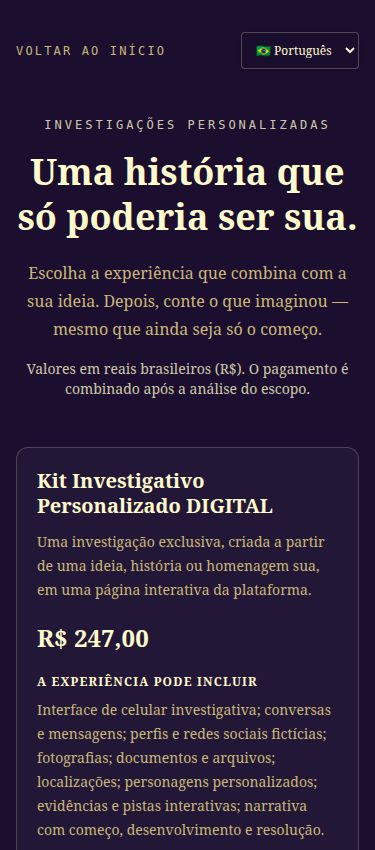 VOLTAR AO INÍCIO
🇧🇷 Português
INVESTIGAÇÕES PERSONALIZADAS
Uma história que
só poderia ser sua.
Escolha a experiência que combina com a
sua ideia. Depois, conte o que imaginou —
mesmo que ainda seja só o começo.
Valores em reais brasileiros (R$). O pagamento é
combinado após a análise do escopo.
Kit Investigativo
Personalizado DIGITAL
Uma investigação exclusiva, criada a partir
de uma ideia, história ou homenagem sua,
em uma página interativa da plataforma.
R$ 247,00
A EXPERIÊNCIA PODE INCLUIR
Interface de celular investigativa; conversas
e mensagens; perfis e redes sociais fictícias;
fotografias; documentos e arquivos;
localizações; personagens personalizados;
evidências e pistas interativas; narrativa
com começo, desenvolvimento e resolução.